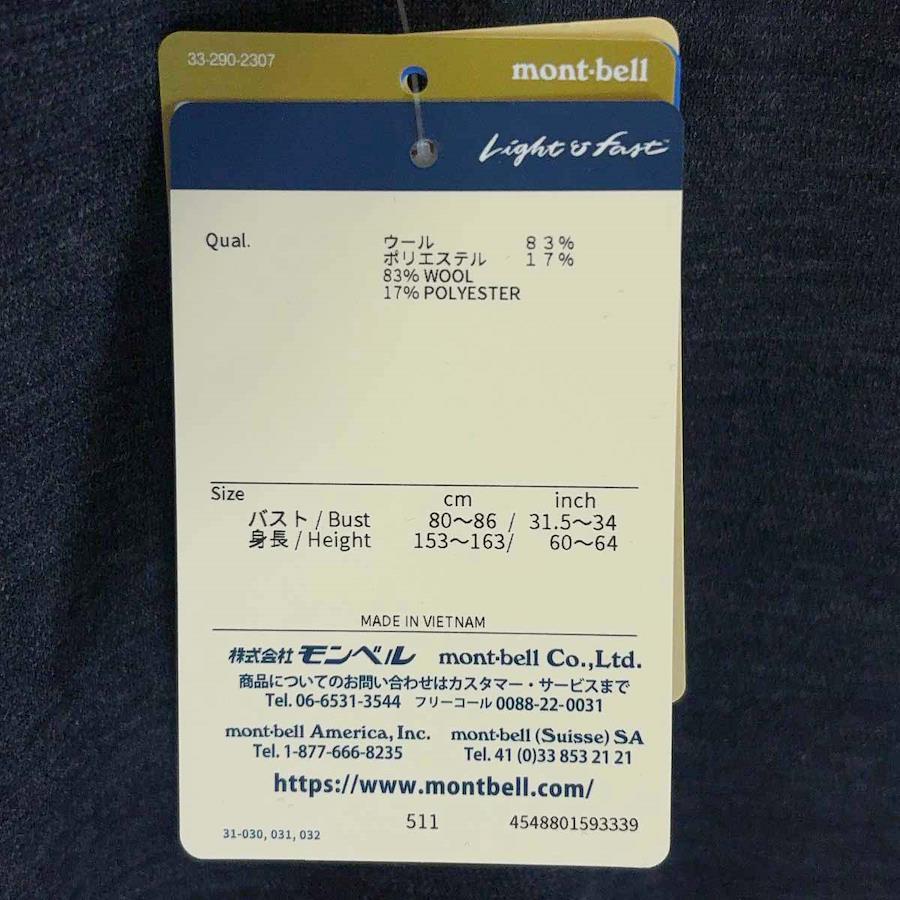 33-290-2307
mont·bell
Light & Fast™
Qual.
ウール ８３％
ポリエステル １７％
83% WOOL
17% POLYESTER
Size cm inch
バスト / Bust 80～86 / 31.5～34
身長 / Height 153～163/ 60～64
MADE IN VIETNAM
株式会社モンベル mont·bell Co.,Ltd.
商品についてのお問い合わせはカスタマー・サービスまで
Tel. 06-6531-3544 フリーコール 0088-22-0031
mont·bell America, Inc. mont·bell (Suisse) SA
Tel. 1-877-666-8235 Tel. 41 (0)33 853 21 21
https://www.montbell.com/
31-030, 031, 032 511 4548801593339